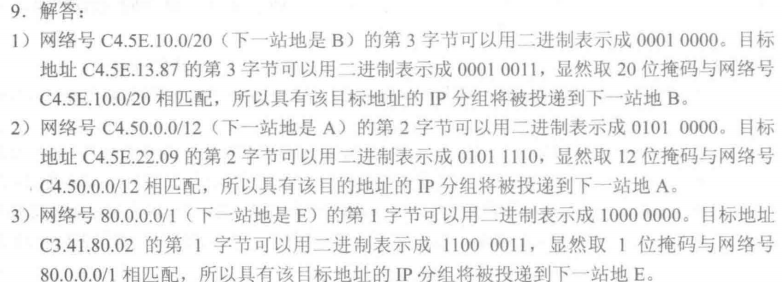 9．解答：
1）网络号 C4.5E.10.0/20（下一站地是 B）的第 3 字节可以用二进制表示成 0001 0000。目标
地址 C4.5E.13.87 的第 3 字节可以用二进制表示成 0001 0011，显然取 20 位掩码与网络号
C4.5E.10.0/20 相匹配，所以具有该目标地址的 IP 分组将被投递到下一站地 B。
2）网络号 C4.50.0.0/12（下一站地是 A）的第 2 字节可以用二进制表示成 0101 0000。目标
地址 C4.5E.22.09 的第 2 字节可以用二进制表示成 0101 1110，显然取 12 位掩码与网络号
C4.50.0.0/12 相匹配，所以具有该目的地址的 IP 分组将被投递到下一站地 A。
3）网络号 80.0.0.0/1（下一站地是 E）的第 1 字节可以用二进制表示成 1000 0000。目标地址
C3.41.80.02 的第 1 字节可以用二进制表示成 1100 0011，显然取 1 位掩码与网络号
80.0.0.0/1 相匹配，所以具有该目标地址的 IP 分组将被投递到下一站地 E。